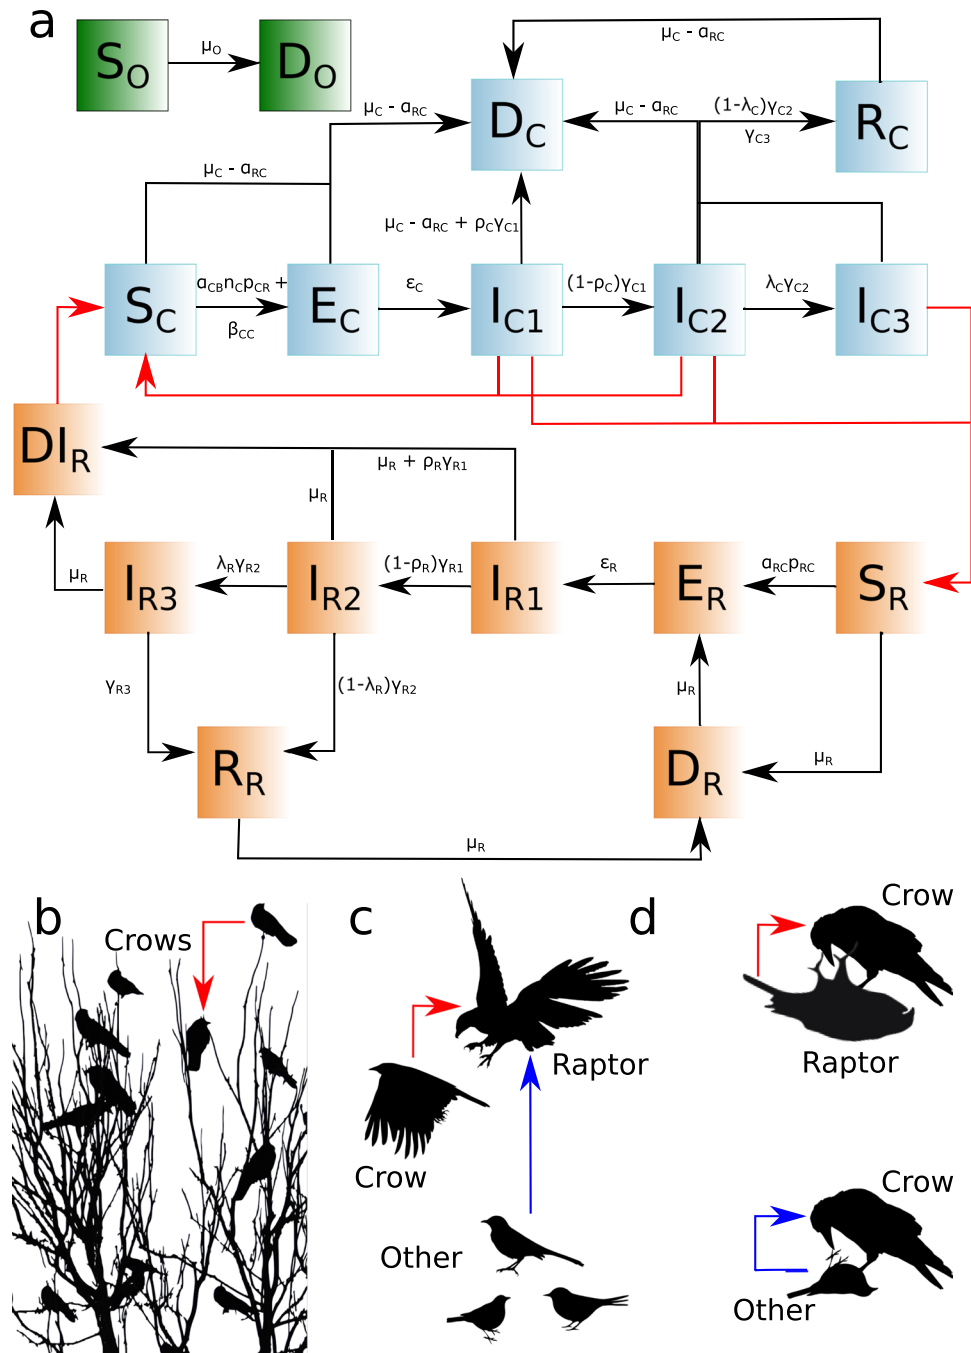 a
S_O
μ_O
D_O
μ_C - a_RC
μ_C - a_RC
D_C
μ_C - a_RC
(1-λ_C)γ_C2
γ_C3
R_C
μ_C - a_RC
μ_C - a_RC + ρ_Cγ_C1
S_C
a_CBn_Cp_CR +
β_CC
E_C
ε_C
I_C1
(1-ρ_C)γ_C1
I_C2
λ_Cγ_C2
I_C3
DI_R
μ_R + ρ_Rγ_R1
μ_R
μ_R
I_R3
λ_Rγ_R2
I_R2
(1-ρ_R)γ_R1
I_R1
ε_R
E_R
a_RCp_RC
S_R
γ_R3
(1-λ_R)γ_R2
μ_R
R_R
D_R
μ_R
μ_R
b
Crows
c
Raptor
Crow
Other
d
Crow
Raptor
Crow
Other